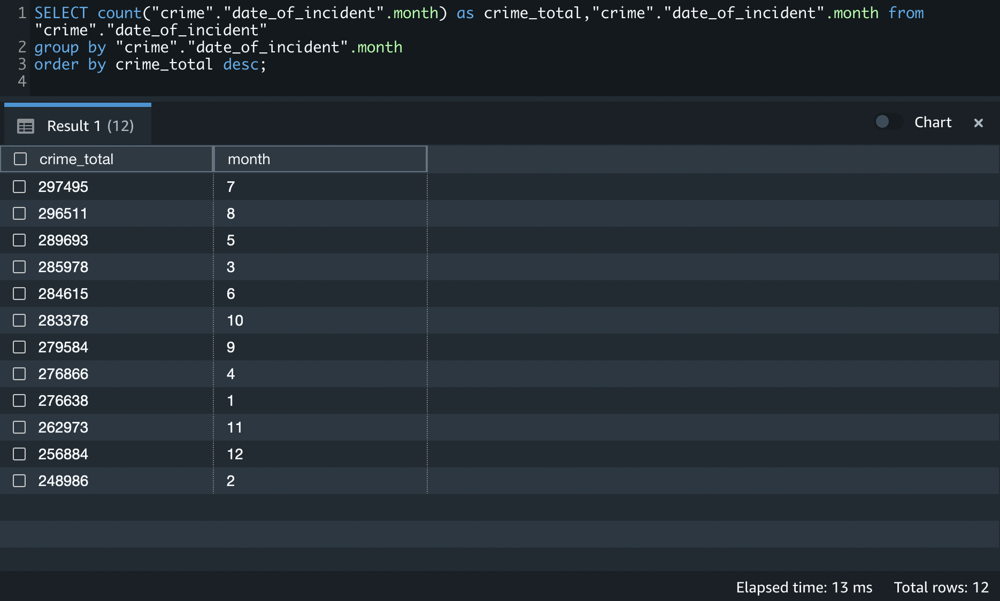 1 SELECT count("crime"."date_of_incident".month) as crime_total,"crime"."date_of_incident".month from
"crime"."date_of_incident"
2 group by "crime"."date_of_incident".month
3 order by crime_total desc;
4
Result 1 (12)
Chart ×
crime_total month
297495 7
296511 8
289693 5
285978 3
284615 6
283378 10
279584 9
276866 4
276638 1
262973 11
256884 12
248986 2
Elapsed time: 13 ms Total rows: 12